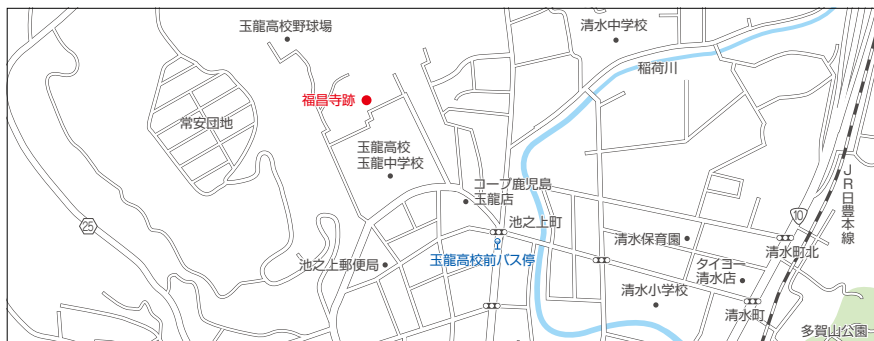 玉龍高校野球場
清水中学校
稲荷川
福昌寺跡
常安団地
玉龍高校
玉龍中学校
コープ鹿児島
玉龍店
池之上町
JR日豊本線
10
25
清水保育園
清水町北
玉龍高校前バス停
池之上郵便局
タイヨー
清水店
清水小学校
清水町
多賀山公園